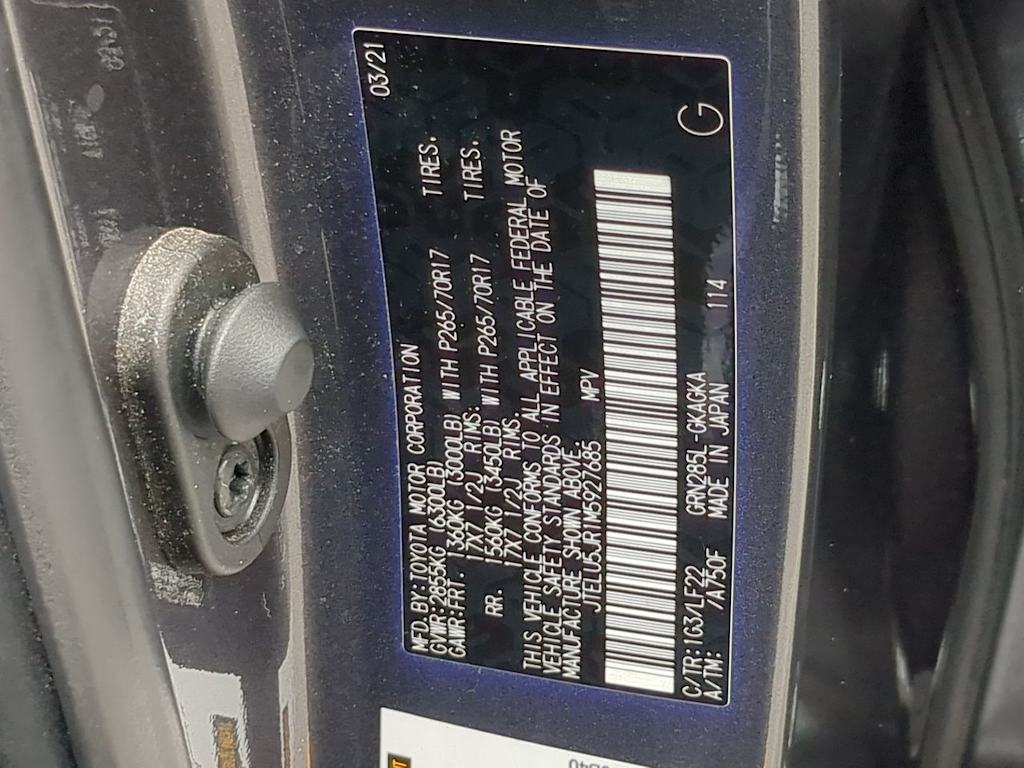 MFD. BY: TOYOTA MOTOR CORPORATION 03/21
GVWR: 2855KG (6300LB)
GAWR: FRT. 1360KG (3000LB) WITH P265/70R17 TIRES.
17X7 1/2J RIMS.
RR. 1560KG (3450LB) WITH P265/70R17 TIRES.
17X7 1/2J RIMS.
THIS VEHICLE CONFORMS TO ALL APPLICABLE FEDERAL MOTOR
VEHICLE SAFETY STANDARDS IN EFFECT ON THE DATE OF
MANUFACTURE SHOWN ABOVE.
JTELU5JR1M5927685 MPV
C/TR: 1G3/LF22 GRN285L-GKAGKA
A/TM: /A750F MADE IN JAPAN 114
G